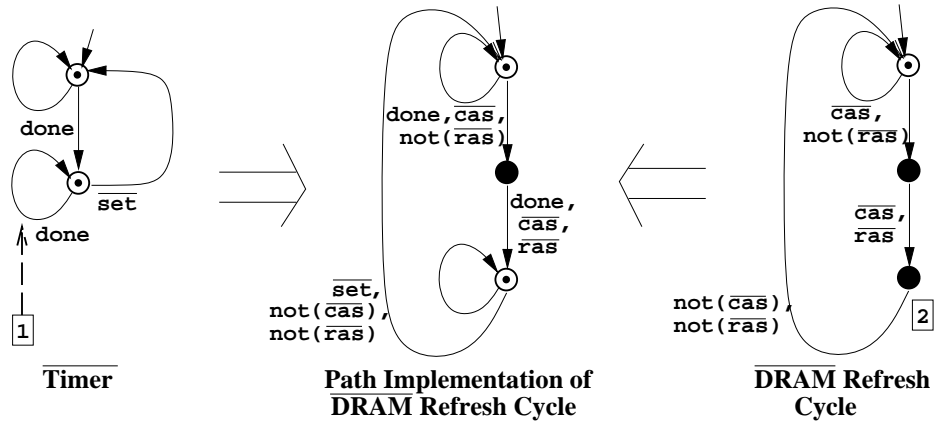 done
set
done
1
Timer
done, cas,
not(ras)
done,
cas,
ras
set,
not(cas),
not(ras)
Path Implementation of
DRAM Refresh Cycle
cas,
not(ras)
cas,
ras
not(cas),
not(ras)
2
DRAM Refresh
Cycle